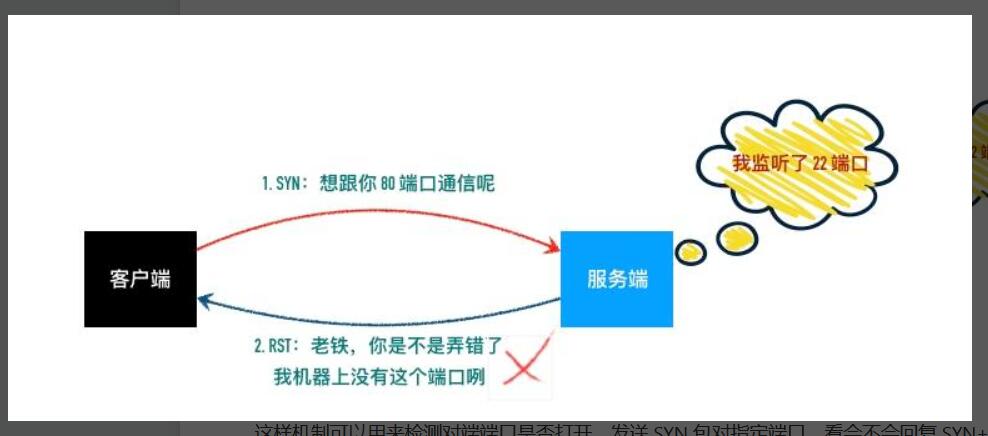 我监听了 22 端口
1. SYN：想跟你 80 端口通信呢
客户端
服务端
2. RST：老铁，你是不是弄错了
我机器上没有这个端口咧
这样机制可以用来检测对端端口是否打开，发送 SYN 包对指定端口，看会不会回复 SYN+